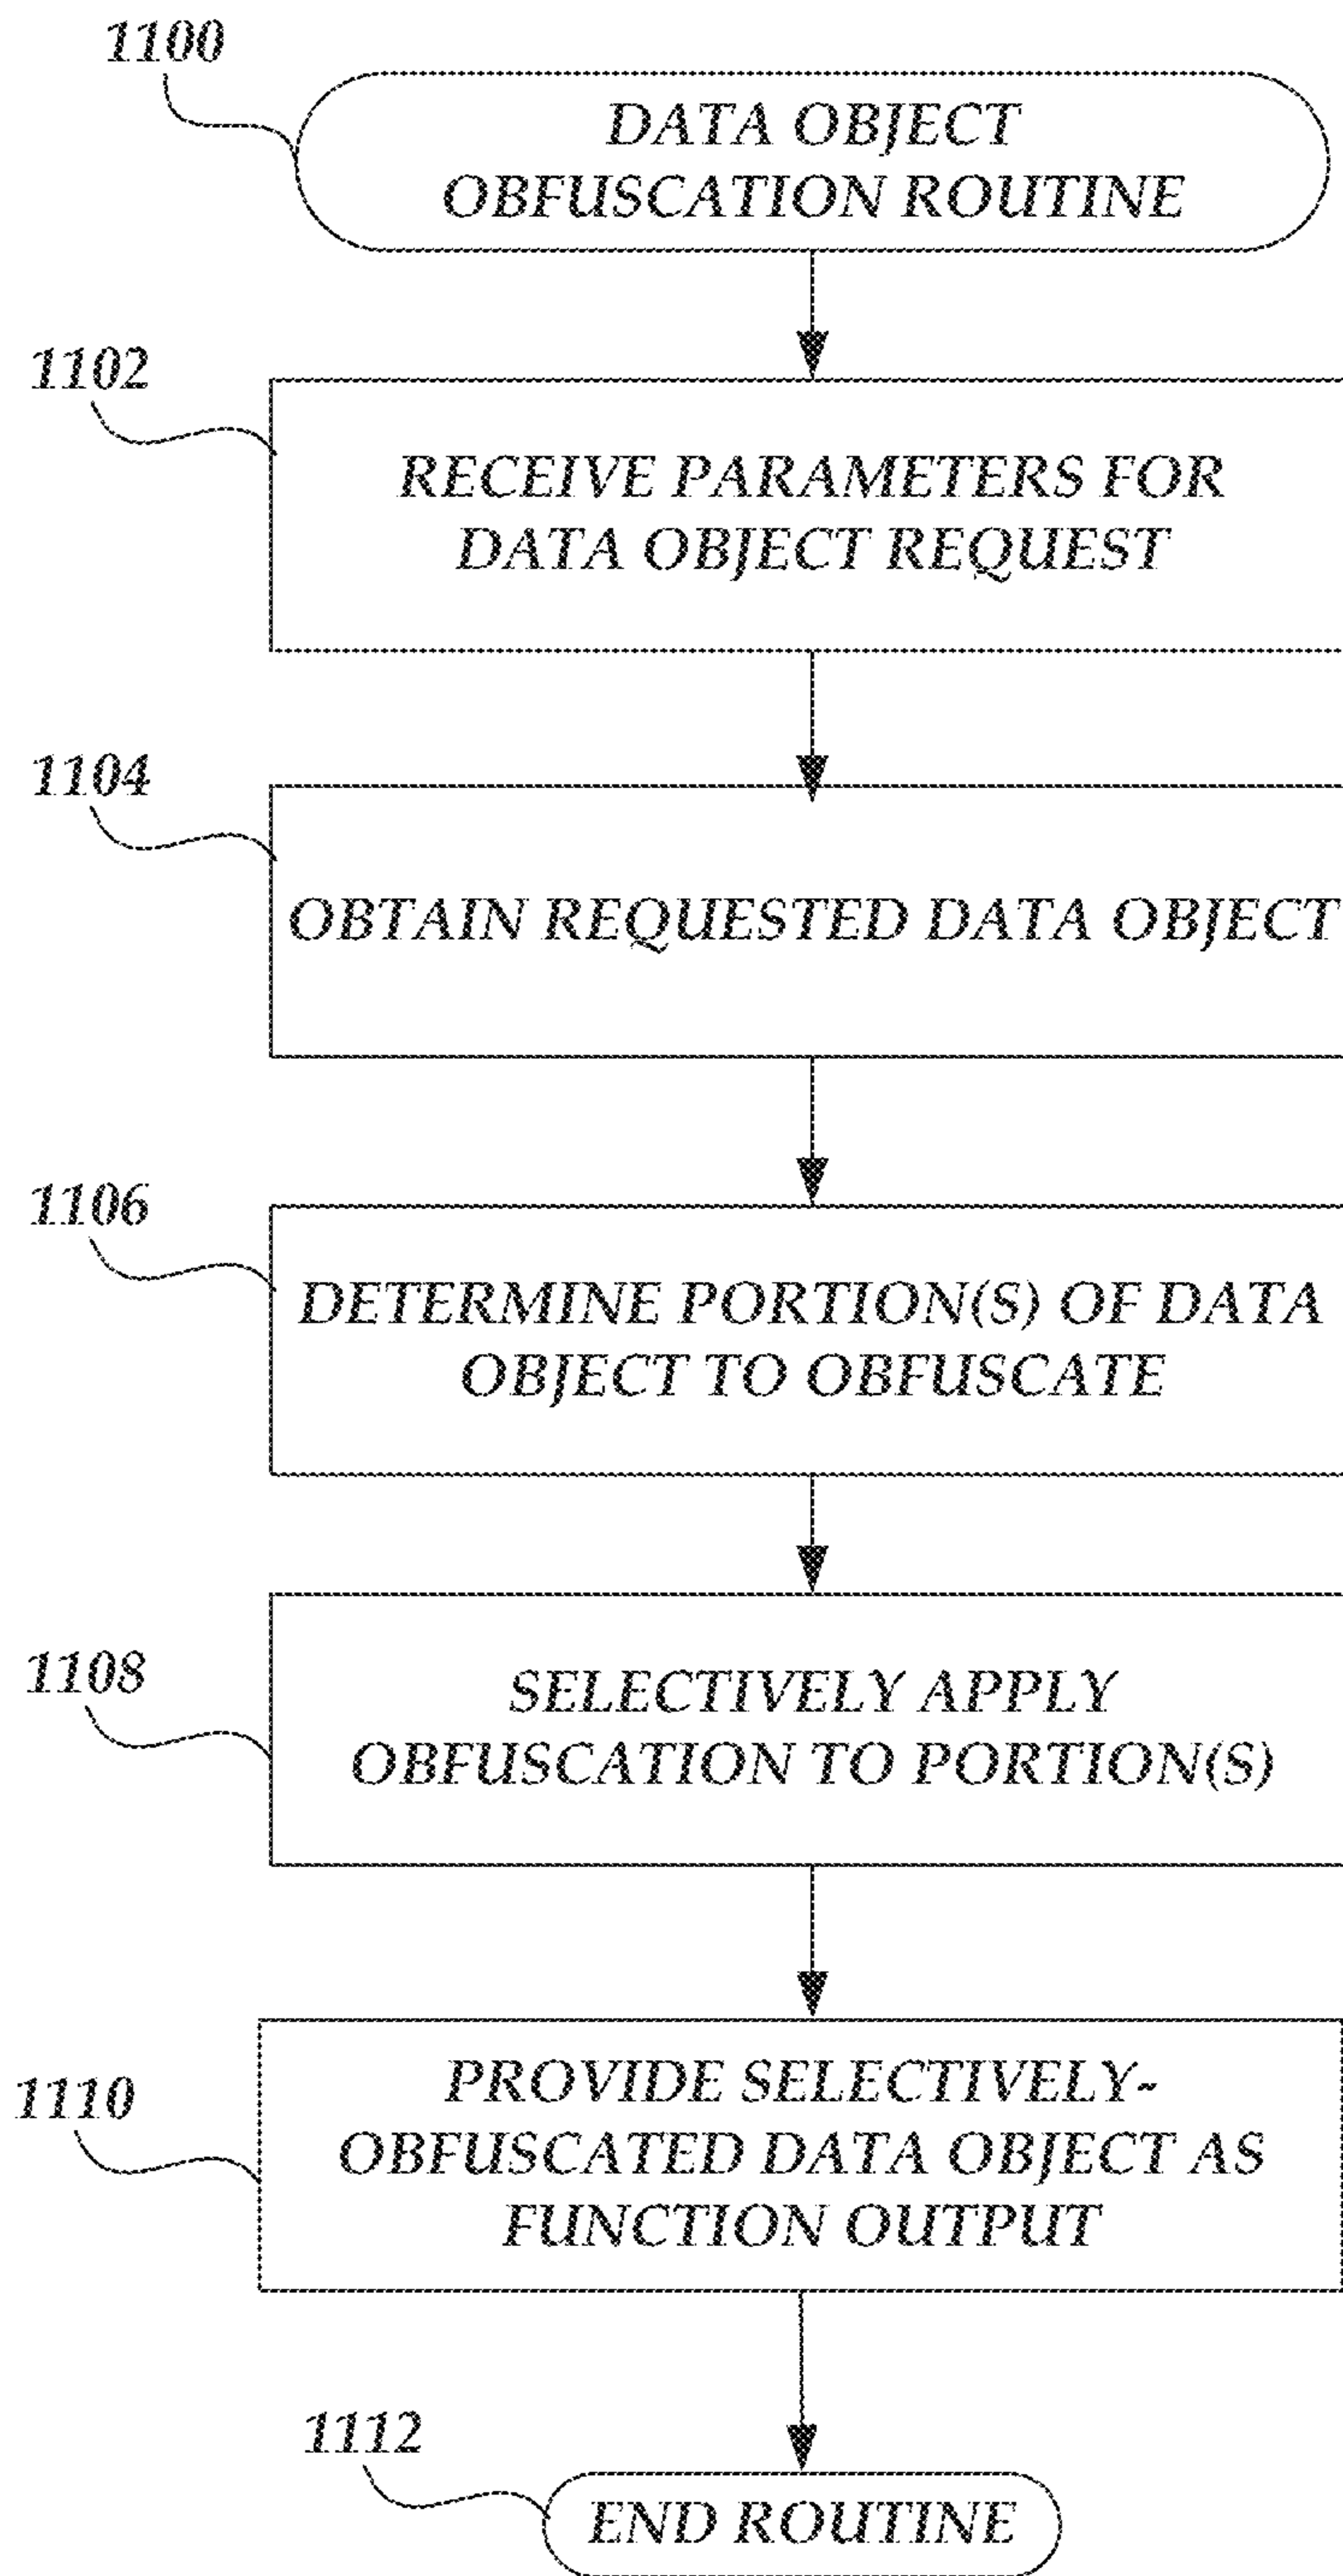 1100
DATA OBJECT
OBFUSCATION ROUTINE
1102
RECEIVE PARAMETERS FOR
DATA OBJECT REQUEST
1104
OBTAIN REQUESTED DATA OBJECT
1106
DETERMINE PORTION(S) OF DATA
OBJECT TO OBFUSCATE
1108
SELECTIVELY APPLY
OBFUSCATION TO PORTION(S)
1110
PROVIDE SELECTIVELY-
OBFUSCATED DATA OBJECT AS
FUNCTION OUTPUT
1112
END ROUTINE